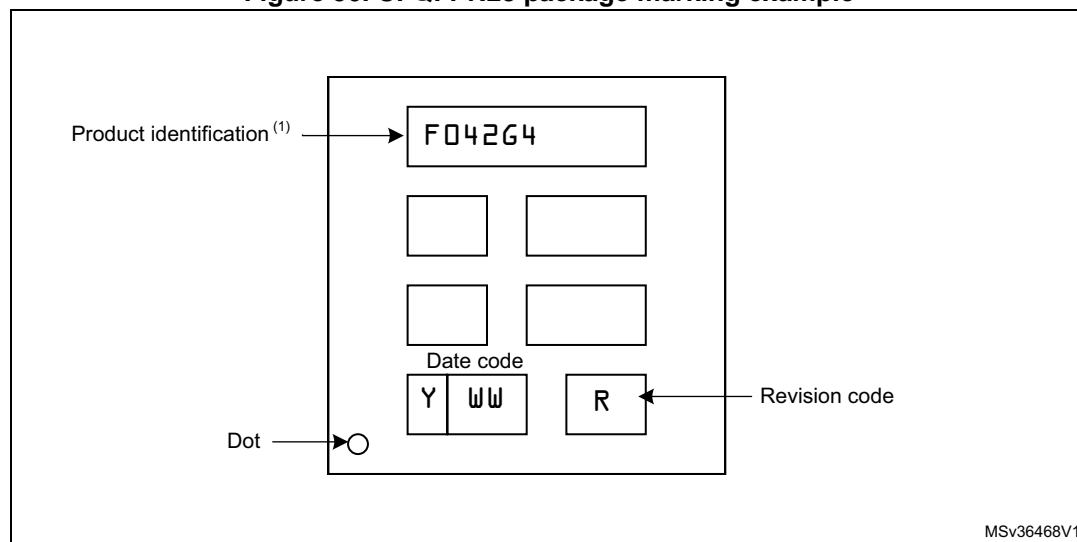 Product identification (1)
F042G4
Date code
Y WW R
Revision code
Dot
MSv36468V1